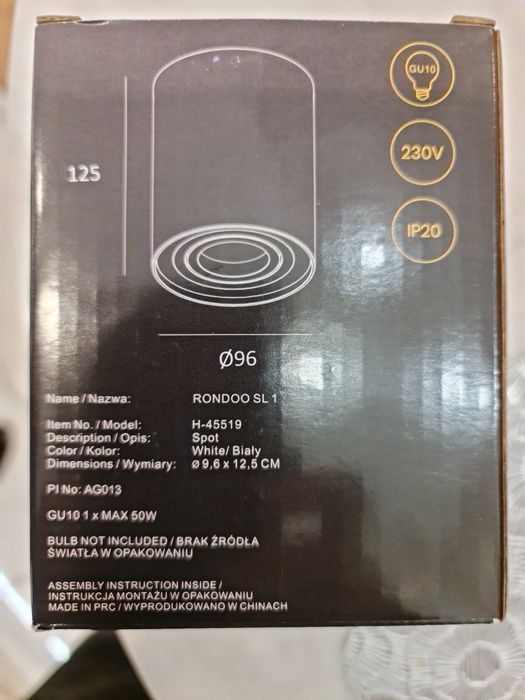 GU10
230V
IP20
125
Ø96
Name / Nazwa: RONDOO SL 1
Item No. / Model: H-45519
Description / Opis: Spot
Color / Kolor: White/ Biały
Dimensions / Wymiary: ø 9,6 x 12,5 CM
PI No: AG013
GU10 1 x MAX 50W
BULB NOT INCLUDED / BRAK ŹRÓDŁA
ŚWIATŁA W OPAKOWANIU
ASSEMBLY INSTRUCTION INSIDE /
INSTRUKCJA MONTAŻU W OPAKOWANIU
MADE IN PRC / WYPRODUKOWANO W CHINACH